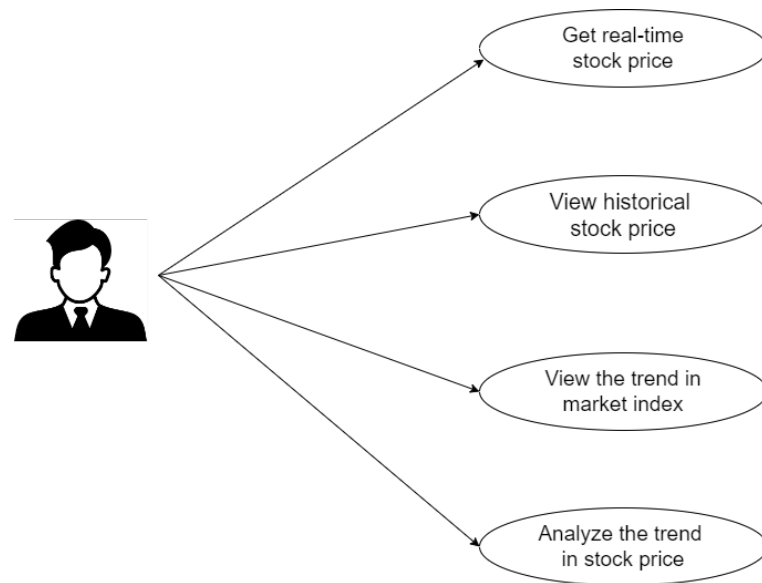 Get real-time
stock price
View historical
stock price
View the trend in
market index
Analyze the trend
in stock price